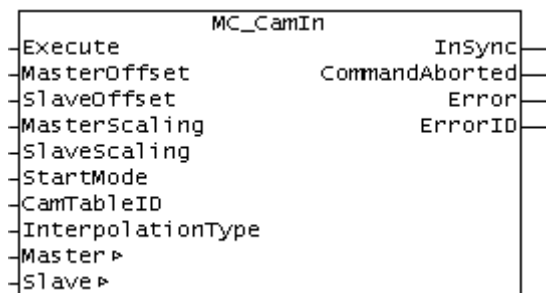 MC_CamIn
Execute InSync
MasterOffset CommandAborted
SlaveOffset Error
MasterScaling ErrorID
SlaveScaling
StartMode
CamTableID
InterpolationType
Master
Slave